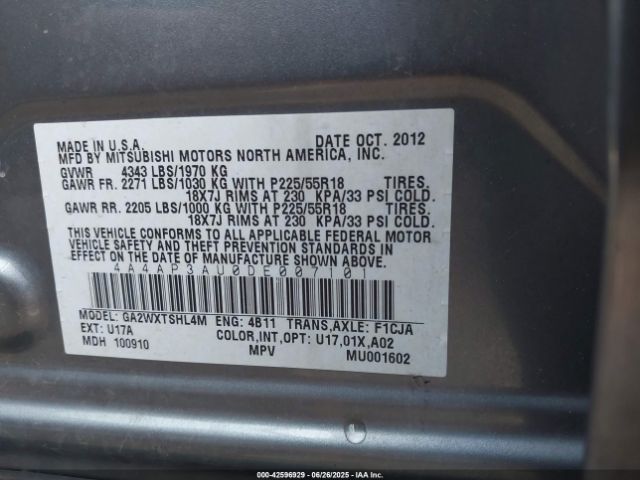 MADE IN U.S.A. DATE OCT. 2012
MFD BY MITSUBISHI MOTORS NORTH AMERICA, INC.
GVWR 4343 LBS/1970 KG
GAWR FR. 2271 LBS/1030 KG WITH P225/55R18 TIRES.
18X7J RIMS AT 230 KPA/33 PSI COLD.
GAWR RR. 2205 LBS/1000 KG WITH P225/55R18 TIRES.
18X7J RIMS AT 230 KPA/33 PSI COLD.
THIS VEHICLE CONFORMS TO ALL APPLICABLE FEDERAL MOTOR
VEHICLE SAFETY AND THEFT PREVENTION STANDARDS IN
EFFECT ON THE DATE OF MANUFACTURE SHOWN ABOVE.
4A4AP3AU0DE007101
MODEL: GA2WXTSHL4M ENG: 4B11 TRANS,AXLE: F1CJA
EXT: U17A COLOR,INT,OPT: U17,01X,A02
MDH 100910 MPV MU001602
000-42596929 - 06/26/2025 - IAAI.COM